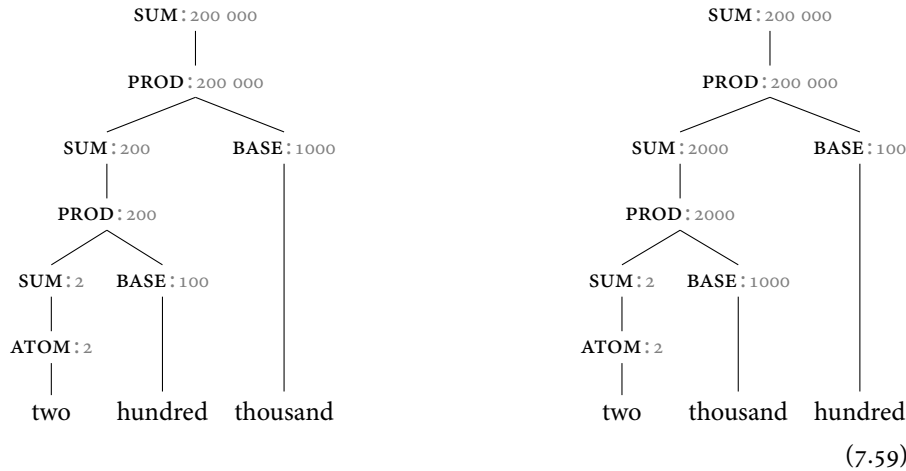 SUM:200 000 SUM:200 000
PROD:200 000 PROD:200 000
SUM:200 BASE:1000 SUM:2000 BASE:100
PROD:200 PROD:2000
SUM:2 BASE:100 SUM:2 BASE:1000
ATOM:2 ATOM:2
two hundred thousand two thousand hundred
(7.59)